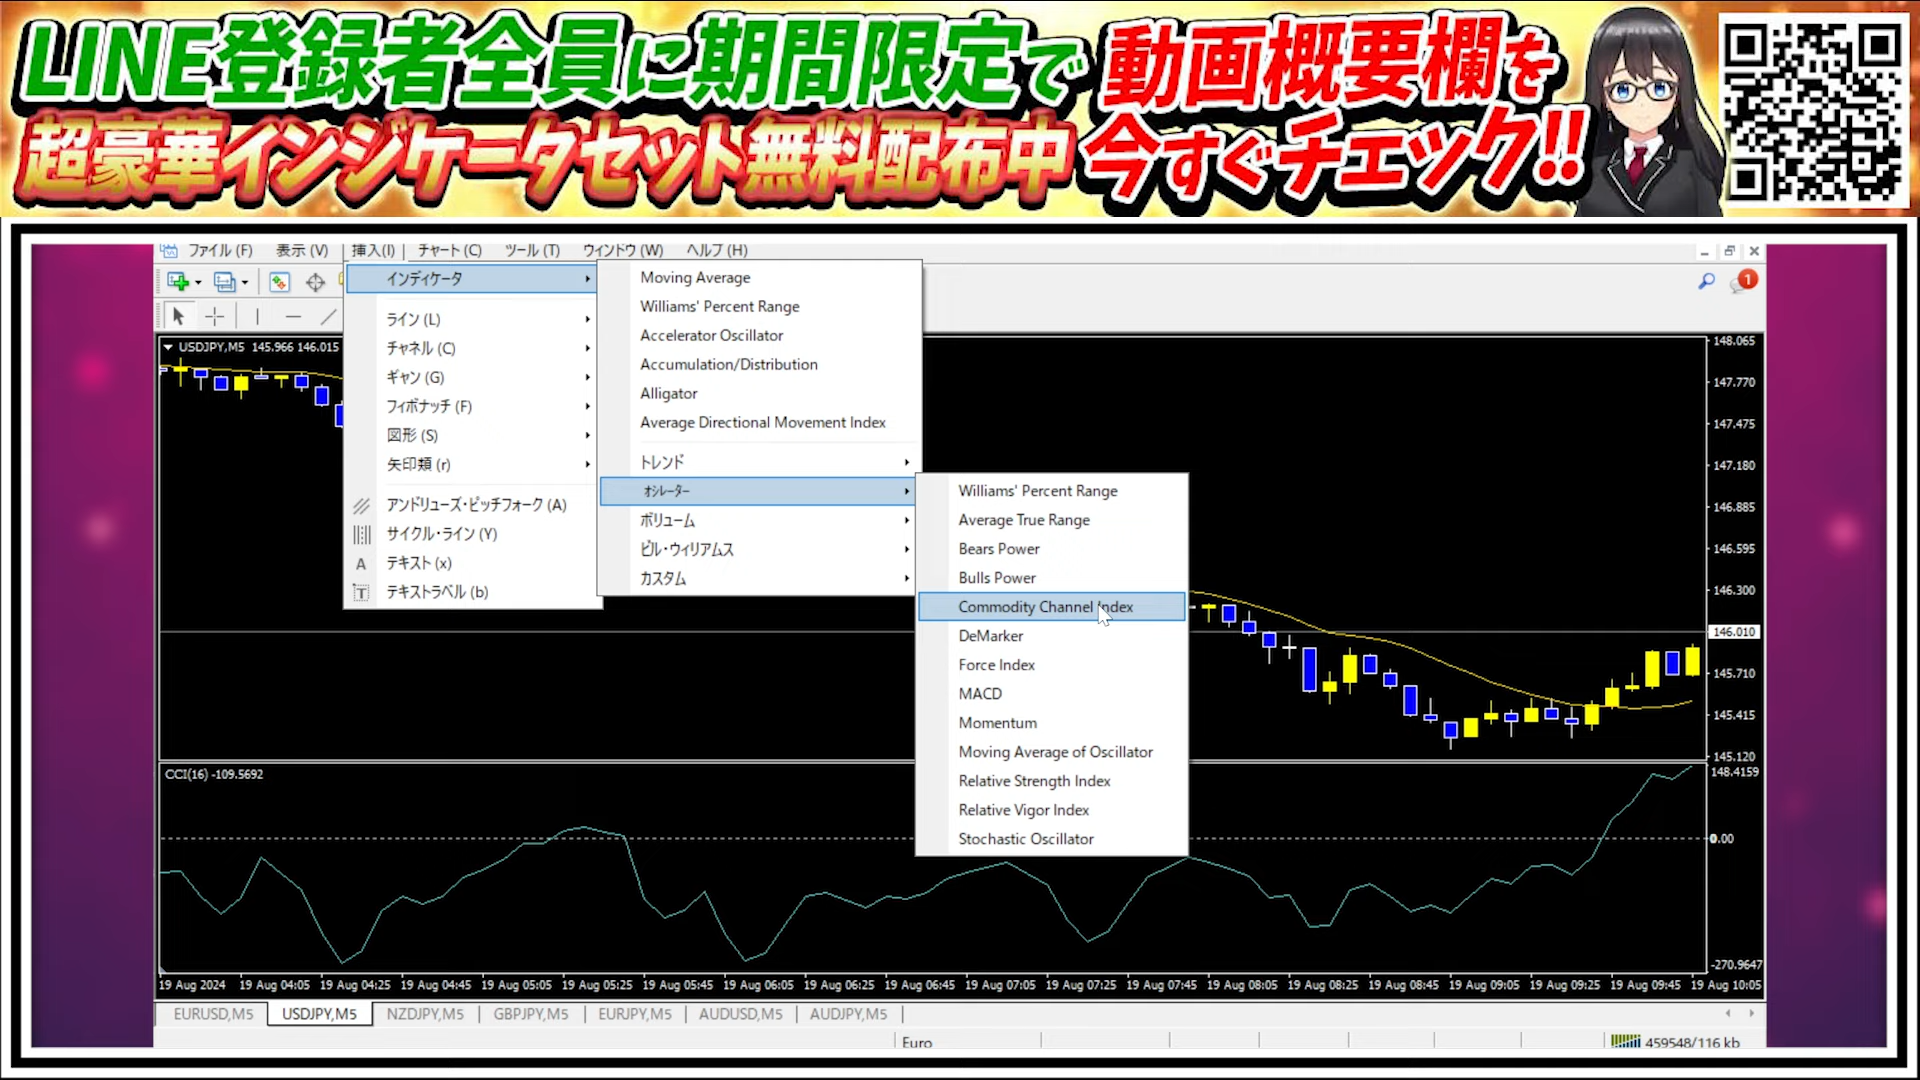 LINE登録者全員に期間限定で
超豪華インジケータセット無料配布中
動画概要欄を
今すぐチェック!!
ファイル (F)
表示 (V)
挿入(I)
チャート (C)
ツール (T)
ウィンドウ (W)
ヘルプ (H)
1
インディケータ
ライン (L)
チャネル (C)
ギャン (G)
フィボナッチ (F)
図形 (S)
矢印類 (r)
アンドリューズ・ピッチフォーク (A)
サイクル・ライン (Y)
A テキスト (x)
T テキストラベル (b)
Moving Average
Williams' Percent Range
Accelerator Oscillator
Accumulation/Distribution
Alligator
Average Directional Movement Index
トレンド
オシレーター
ボリューム
ビル・ウィリアムス
カスタム
Williams' Percent Range
Average True Range
Bears Power
Bulls Power
Commodity Channel Index
DeMarker
Force Index
MACD
Momentum
Moving Average of Oscillator
Relative Strength Index
Relative Vigor Index
Stochastic Oscillator
USDJPY,M5 145.966 146.015
148.065
147.770
147.475
147.180
146.885
146.595
146.300
146.010
145.710
145.415
145.120
CCI(16) -109.5692
148.4159
0.00
-270.9647
19 Aug 2024
19 Aug 04:05
19 Aug 04:25
19 Aug 04:45
19 Aug 05:05
19 Aug 05:25
19 Aug 05:45
19 Aug 06:05
19 Aug 06:25
19 Aug 06:45
19 Aug 07:05
19 Aug 07:25
19 Aug 07:45
19 Aug 08:05
19 Aug 08:25
19 Aug 08:45
19 Aug 09:05
19 Aug 09:25
19 Aug 09:45
19 Aug 10:05
EURUSD,M5
USDJPY,M5
NZDJPY,M5
GBPJPY,M5
EURJPY,M5
AUDUSD,M5
AUDJPY,M5
Euro
459548/116 kb